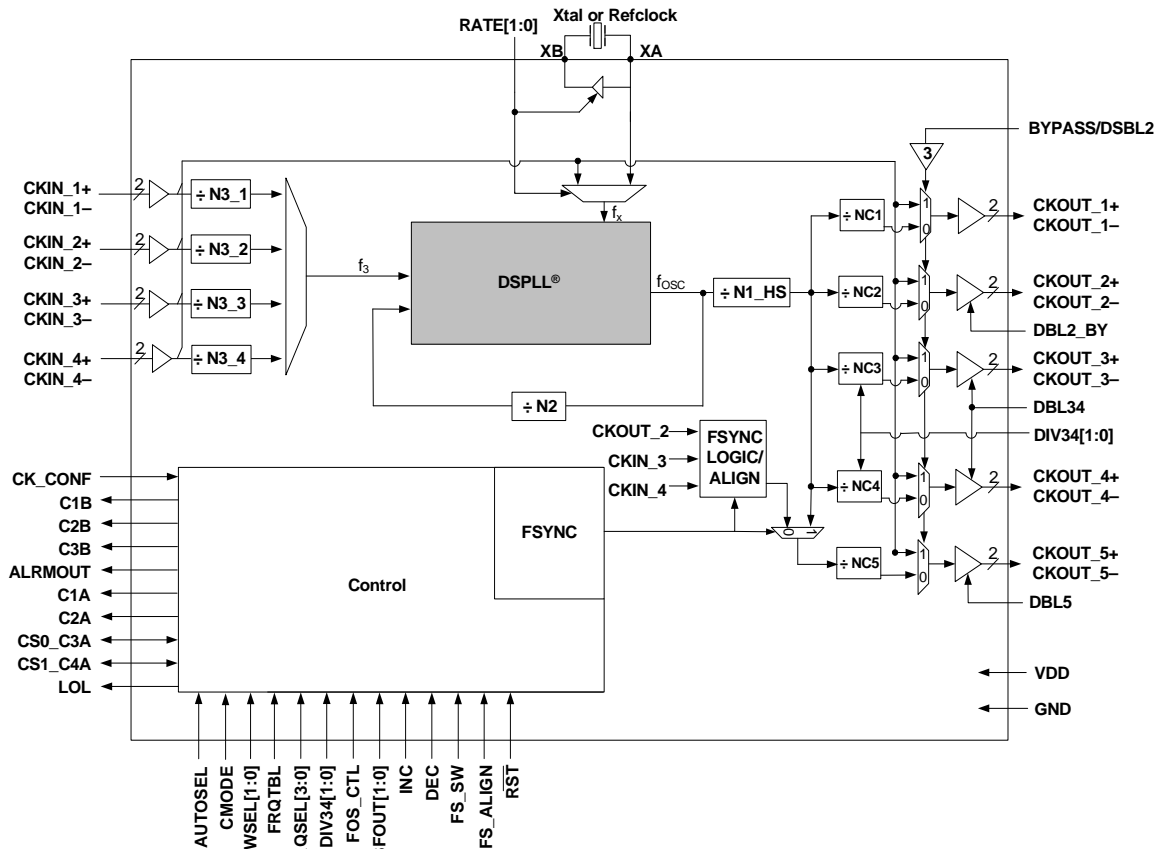 Xtal or Refclock
RATE[1:0]
XB
XA
BYPASS/DSBL2
3
CKIN_1+
CKIN_1–
2
÷ N3_1
CKIN_2+
CKIN_2–
2
÷ N3_2
CKIN_3+
CKIN_3–
2
÷ N3_3
CKIN_4+
CKIN_4–
2
÷ N3_4
f3
fx
DSPLL®
fOSC
÷ N1_HS
÷ N2
÷ NC1
1
0
2
CKOUT_1+
CKOUT_1–
÷ NC2
1
0
2
CKOUT_2+
CKOUT_2–
DBL2_BY
÷ NC3
1
0
2
CKOUT_3+
CKOUT_3–
DBL34
DIV34[1:0]
÷ NC4
1
0
2
CKOUT_4+
CKOUT_4–
÷ NC5
1
0
2
CKOUT_5+
CKOUT_5–
DBL5
VDD
GND
CKOUT_2
CKIN_3
CKIN_4
FSYNC
LOGIC/
ALIGN
0
1
FSYNC
Control
CK_CONF
C1B
C2B
C3B
ALRMOUT
C1A
C2A
CS0_C3A
CS1_C4A
LOL
AUTOSEL
CMODE
WSEL[1:0]
FRQTBL
QSEL[3:0]
DIV34[1:0]
FOS_CTL
FOUT[1:0]
INC
DEC
FS_SW
FS_ALIGN
RST